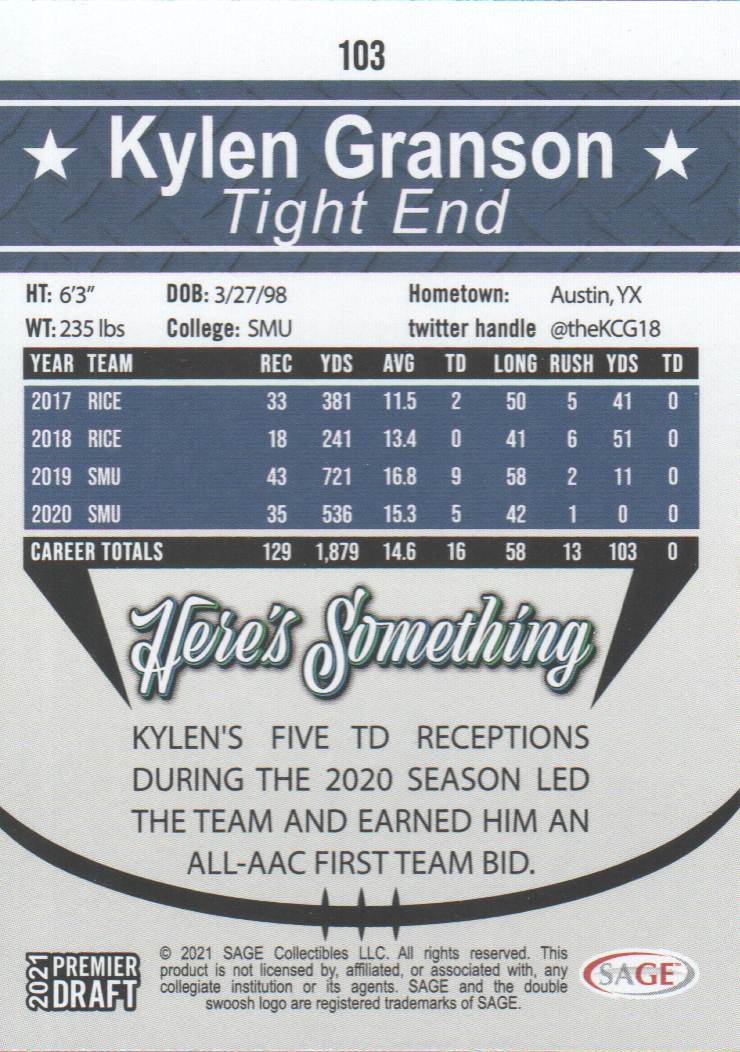 103
Kylen Granson
Tight End
HT: 6'3" DOB: 3/27/98 Hometown: Austin, YX
WT: 235 lbs College: SMU twitter handle @theKCG18
YEAR TEAM REC YDS AVG TD LONG RUSH YDS TD
2017 RICE 33 381 11.5 2 50 5 41 0
2018 RICE 18 241 13.4 0 41 6 51 0
2019 SMU 43 721 16.8 9 58 2 11 0
2020 SMU 35 536 15.3 5 42 1 0 0
CAREER TOTALS 129 1,879 14.6 16 58 13 103 0
Here's Something
KYLEN'S FIVE TD RECEPTIONS
DURING THE 2020 SEASON LED
THE TEAM AND EARNED HIM AN
ALL-AAC FIRST TEAM BID.
2021 PREMIER
DRAFT
© 2021 SAGE Collectibles LLC. All rights reserved. This
product is not licensed by, affiliated, or associated with, any
collegiate institution or its agents. SAGE and the double
swoosh logo are registered trademarks of SAGE.
SAGE™